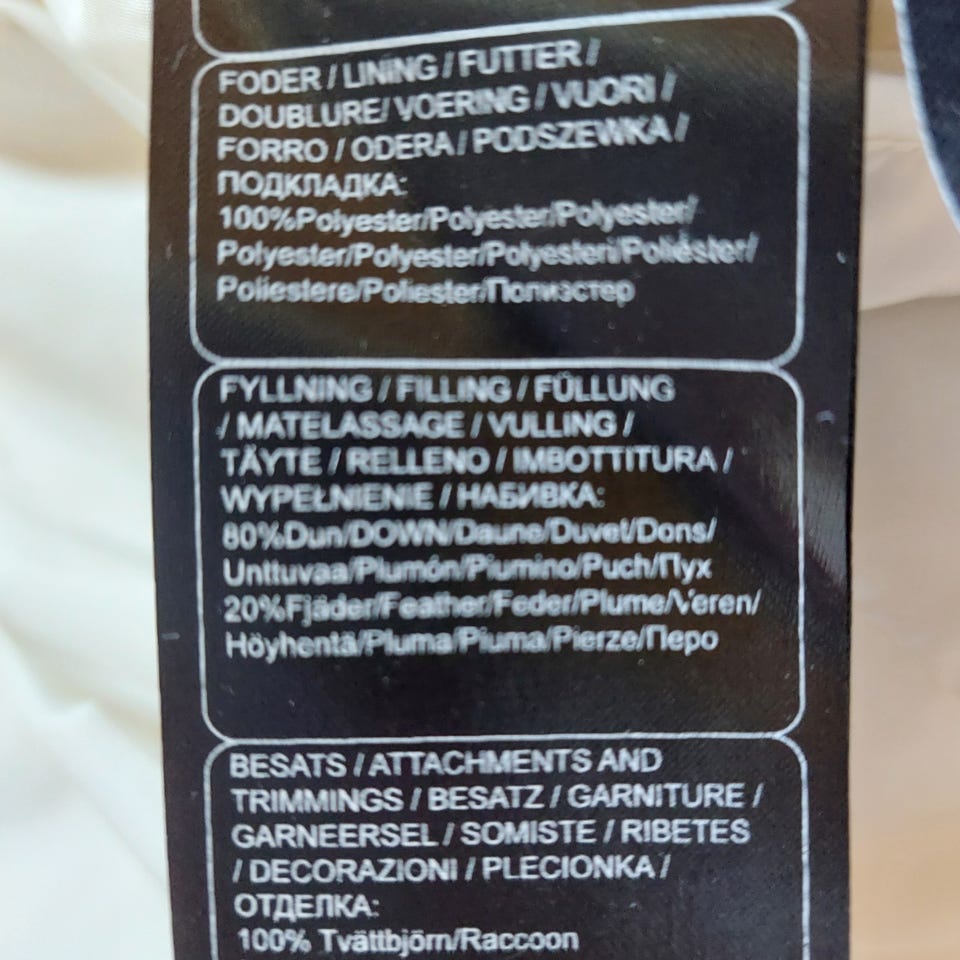 FODER / LINING / FUTTER /
DOUBLURE/ VOERING / VUORI /
FORRO / ODERA / PODSZEWKA /
ПОДКЛАДКА:
100%Polyester/Polyester/Polyester/
Polyester/Polyester/Polyesteri/Poliéster/
Poliestere/Poliester/Полиэстер
FYLLNING / FILLING / FÜLLUNG
/ MATELASSAGE / VULLING /
TÄYTE / RELLENO / IMBOTTITURA /
WYPEŁNIENIE / НАБИВКА:
80%Dun/DOWN/Daune/Duvet/Dons/
Unttuvaa/Plumón/Piumino/Puch/Пух
20%Fjäder/Feather/Feder/Plume/Veren/
Höyhentä/Pluma/Piuma/Pierze/Перо
BESATS / ATTACHMENTS AND
TRIMMINGS / BESATZ / GARNITURE /
GARNEERSEL / SOMISTE / RIBETES
/ DECORAZIONI / PLECIONKA /
ОТДЕЛКА:
100% Tvättbjörn/Raccoon